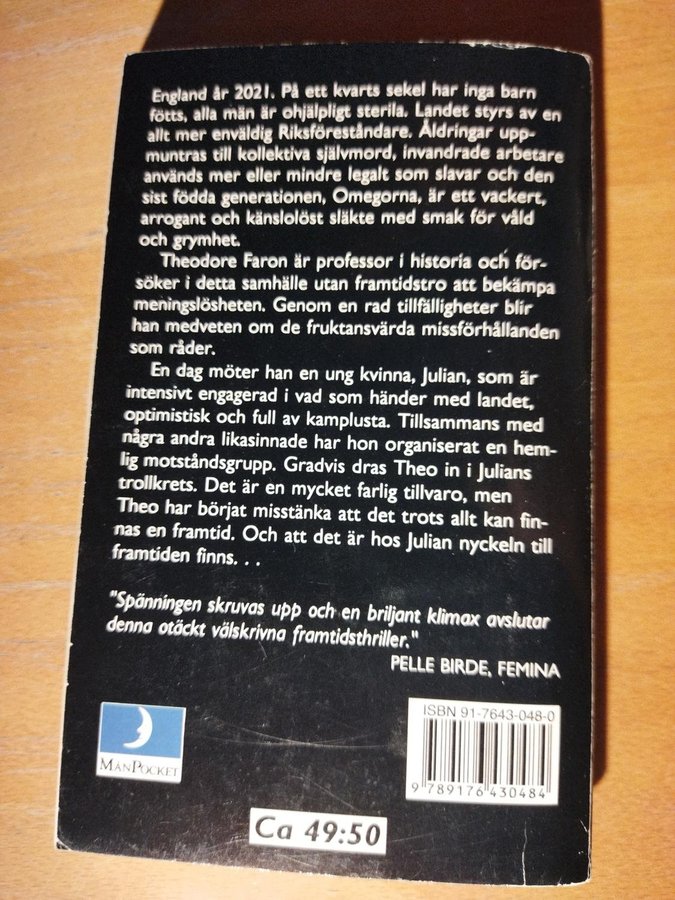 England år 2021. På ett kvarts sekel har inga barn
fötts, alla män är ohjälpligt sterila. Landet styrs av en
allt mer enväldig Riksföreståndare. Åldringar upp-
muntras till kollektiva självmord, invandrade arbetare
används mer eller mindre legalt som slavar och den
sist födda generationen, Omegorna, är ett vackert,
arrogant och känslolöst släkte med smak för våld
och grymhet.
Theodore Faron är professor i historia och för-
söker i detta samhälle utan framtidstro att bekämpa
meningslösheten. Genom en rad tillfälligheter blir
han medveten om de fruktansvärda missförhållanden
som råder.
En dag möter han en ung kvinna, Julian, som är
intensivt engagerad i vad som händer med landet,
optimistisk och full av kamplusta. Tillsammans med
några andra likasinnade har hon organiserat en hem-
lig motståndsgrupp. Gradvis dras Theo in i Julians
trollkrets. Det är en mycket farlig tillvaro, men
Theo har börjat misstänka att det trots allt kan fin-
nas en framtid. Och att det är hos Julian nyckeln till
framtiden finns. . .
"Spänningen skruvas upp och en briljant klimax avslutar
denna otäckt välskrivna framtidsthriller."
PELLE BIRDE, FEMINA
ISBN 91-7643-048-0
9 789176 430484
MÅNPOCKET
Ca 49:50